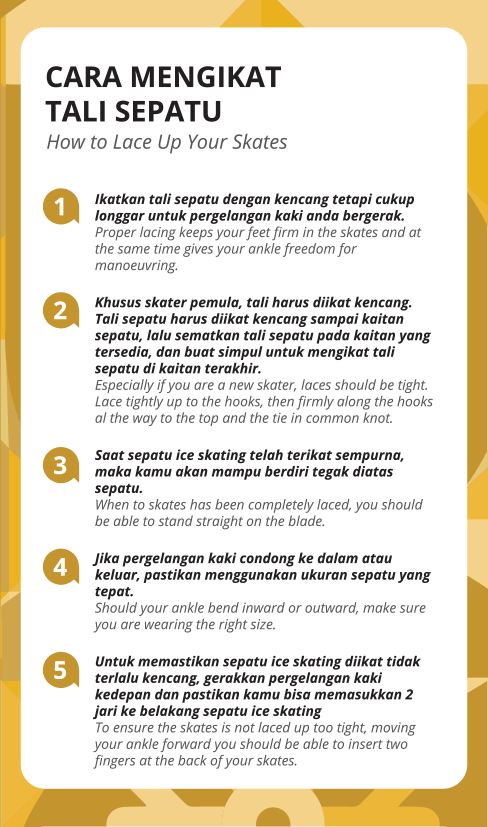 CARA MENGIKAT
TALI SEPATU
How to Lace Up Your Skates
1
Ikatkan tali sepatu dengan kencang tetapi cukup
longgar untuk pergelangan kaki anda bergerak.
Proper lacing keeps your feet firm in the skates and at
the same time gives your ankle freedom for
manoeuvring.
2
Khusus skater pemula, tali harus diikat kencang.
Tali sepatu harus diikat kencang sampai kaitan
sepatu, lalu sematkan tali sepatu pada kaitan yang
tersedia, dan buat simpul untuk mengikat tali
sepatu di kaitan terakhir.
Especially if you are a new skater, laces should be tight.
Lace tightly up to the hooks, then firmly along the hooks
al the way to the top and the tie in common knot.
3
Saat sepatu ice skating telah terikat sempurna,
maka kamu akan mampu berdiri tegak diatas
sepatu.
When to skates has been completely laced, you should
be able to stand straight on the blade.
4
Jika pergelangan kaki condong ke dalam atau
keluar, pastikan menggunakan ukuran sepatu yang
tepat.
Should your ankle bend inward or outward, make sure
you are wearing the right size.
5
Untuk memastikan sepatu ice skating diikat tidak
terlalu kencang, gerakkan pergelangan kaki
kedepan dan pastikan kamu bisa memasukkan 2
jari ke belakang sepatu ice skating
To ensure the skates is not laced up too tight, moving
your ankle forward you should be able to insert two
fingers at the back of your skates.